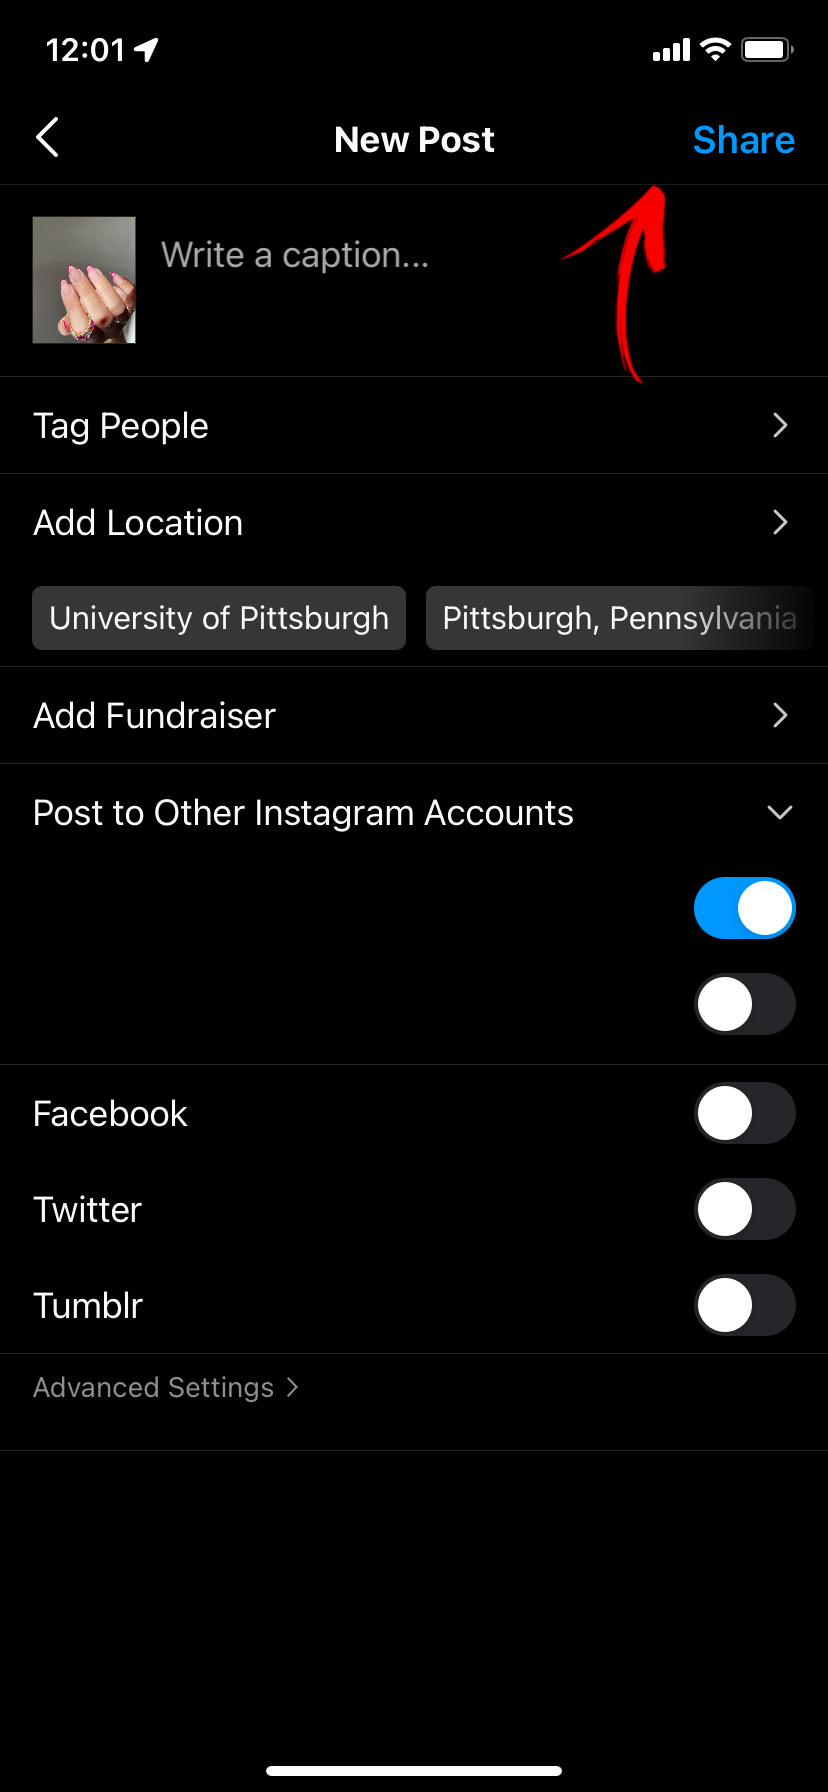 12:01
New Post
Share
Write a caption...
Tag People
Add Location
University of Pittsburgh
Pittsburgh, Pennsylvania
Add Fundraiser
Post to Other Instagram Accounts
Facebook
Twitter
Tumblr
Advanced Settings